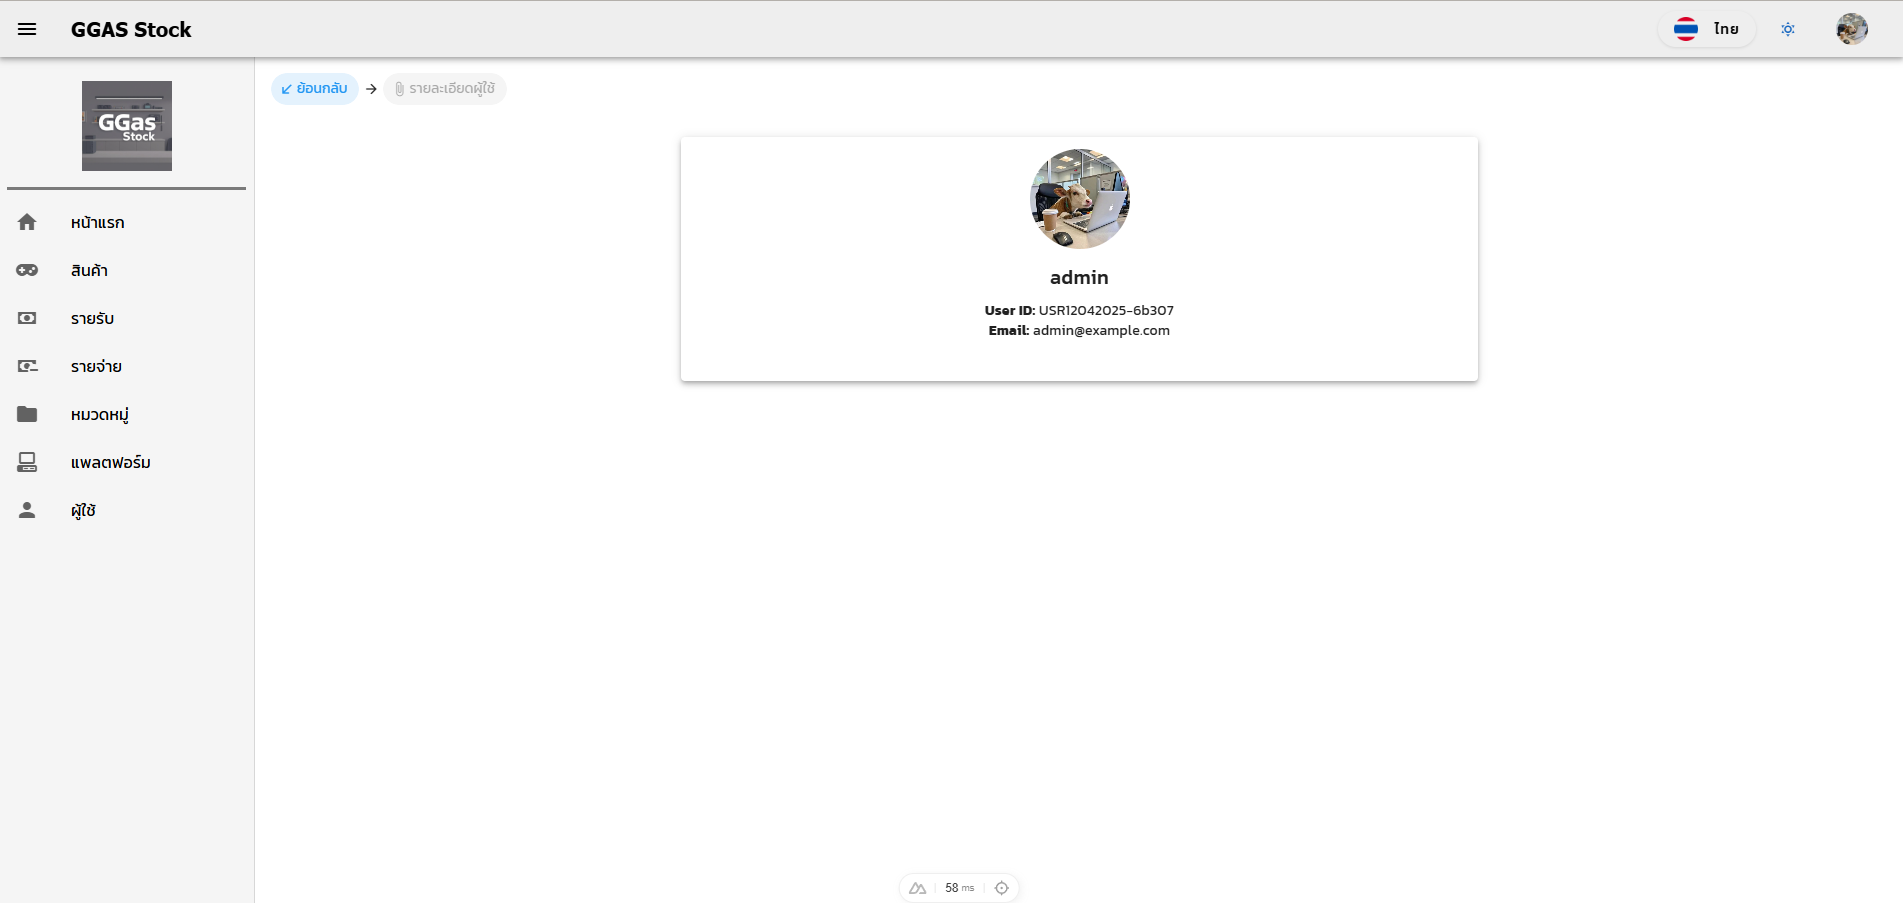 GGAS Stock
ไทย
GGas
Stock
ย้อนกลับ
รายละเอียดผู้ใช้
หน้าแรก
สินค้า
รายรับ
รายจ่าย
หมวดหมู่
แพลตฟอร์ม
ผู้ใช้
admin
User ID: USR12042025-6b307
Email: admin@example.com
58 ms